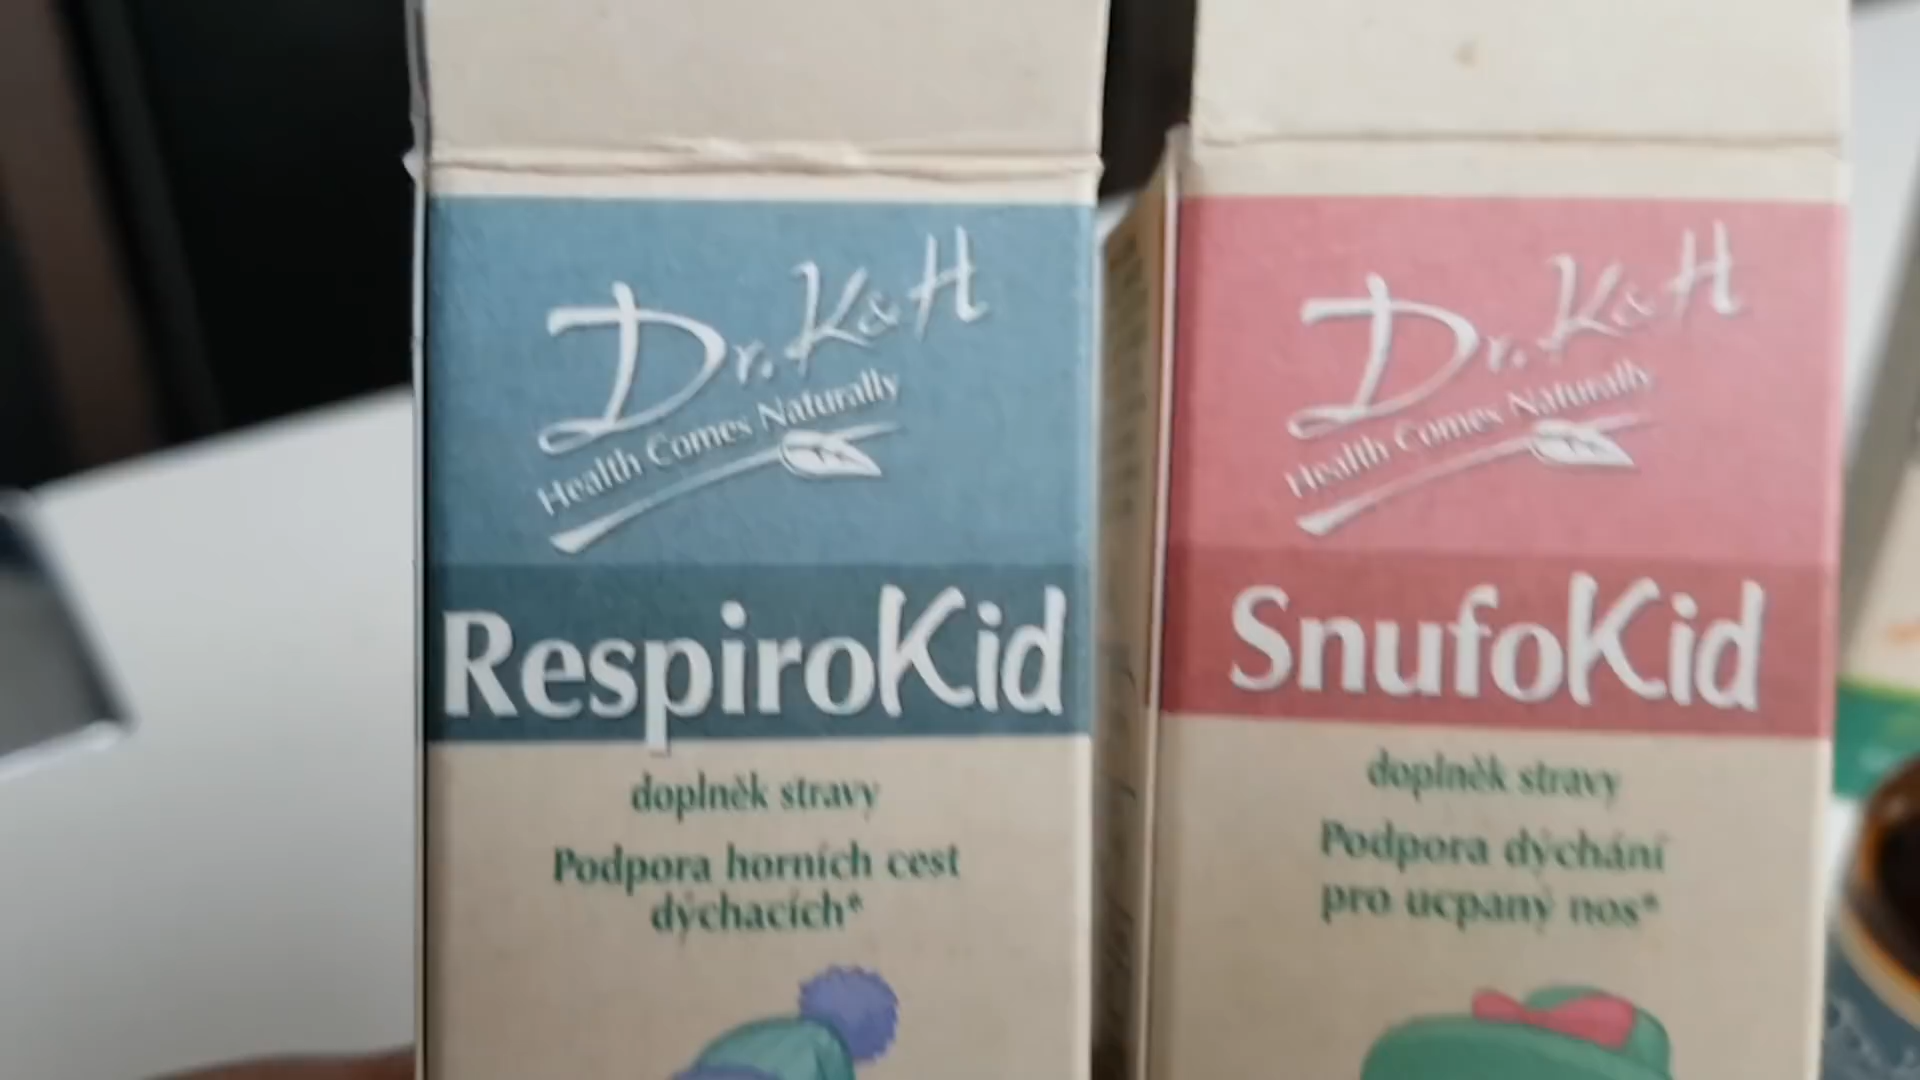 Dr. K & H
Health Comes Naturally
RespiroKid
doplněk stravy
Podpora horních cest
dýchacích*
Dr. K & H
Health Comes Naturally
SnufoKid
doplněk stravy
Podpora dýchání
pro ucpaný nos*